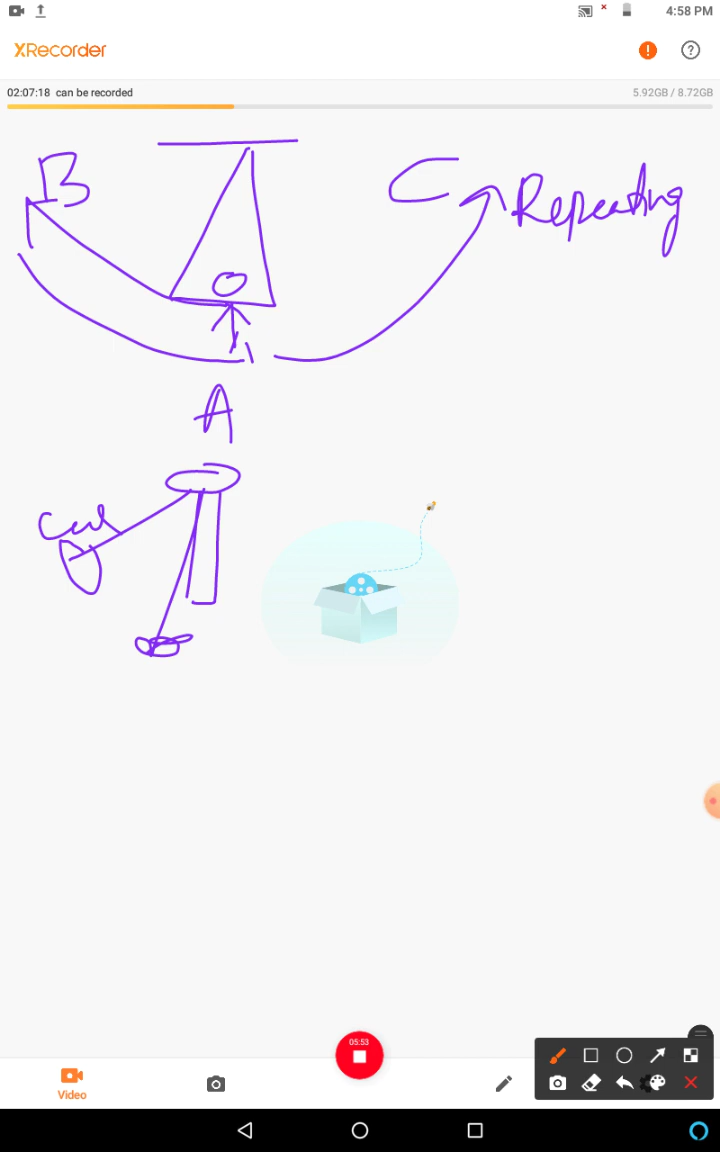 4:58 PM
XRecorder
02:07:18 can be recorded
5.92GB / 8.72GB
B
C
Repeating
O
A
05:53
Video